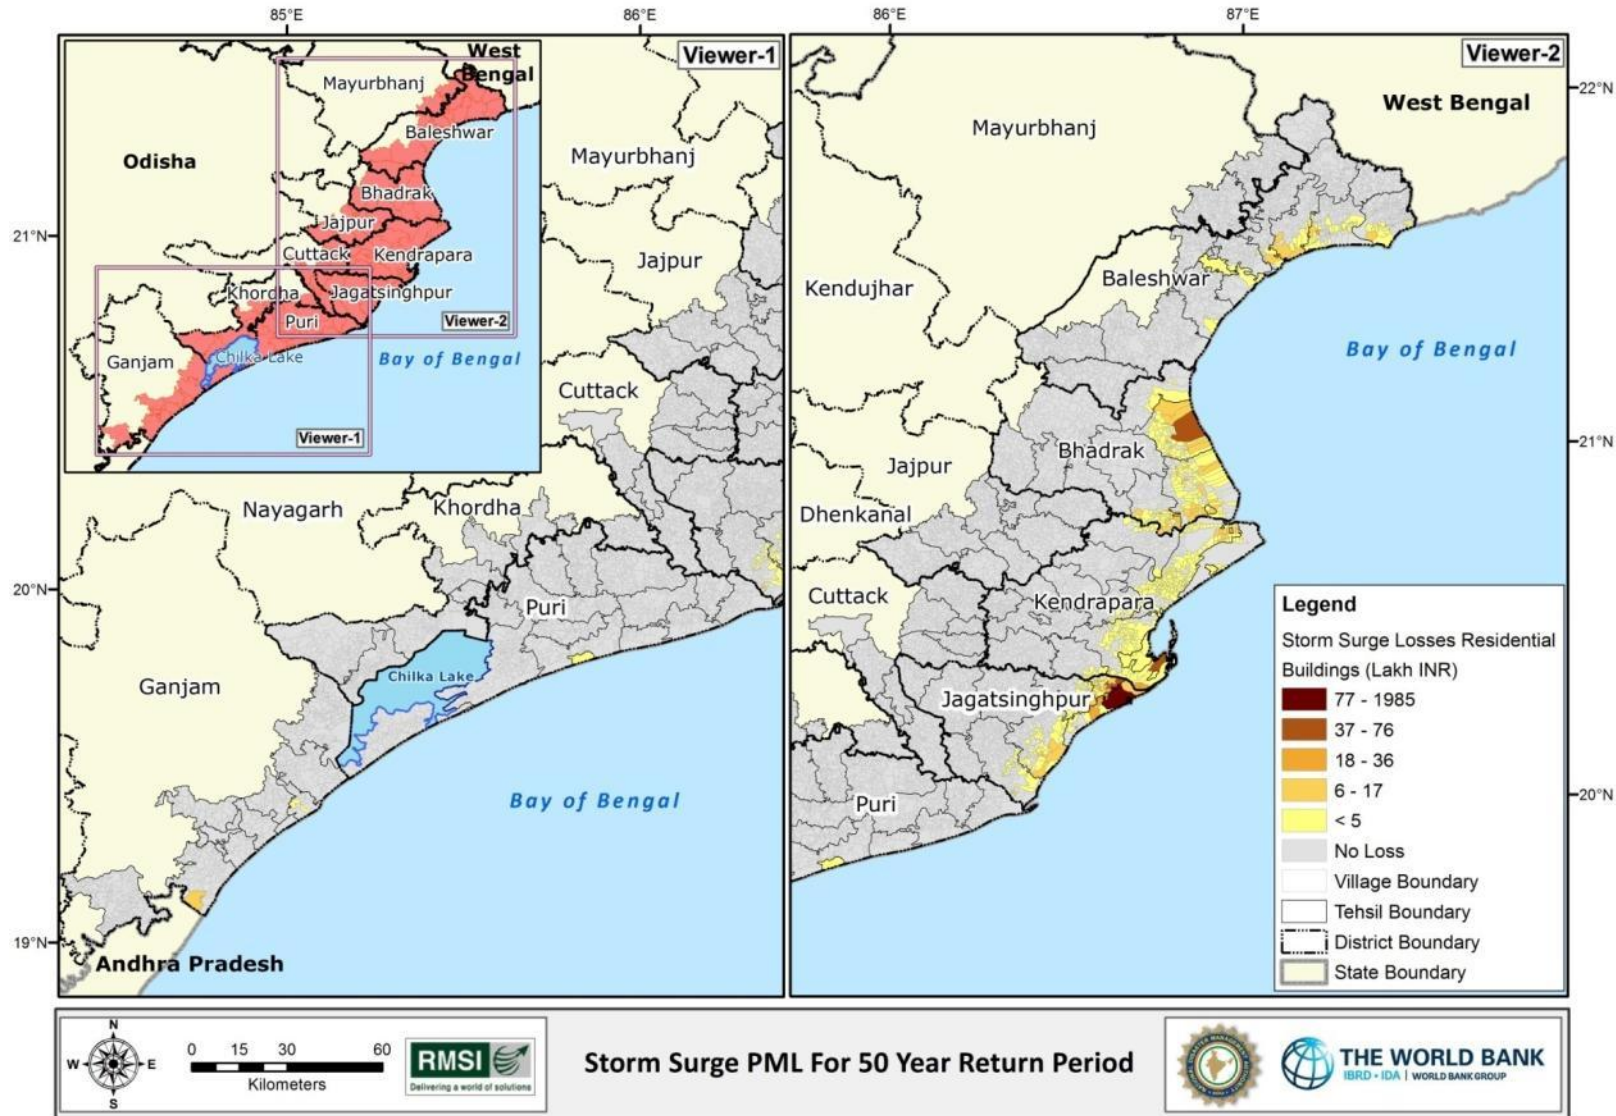 85°E
86°E
86°E
87°E
Viewer-1
Viewer-2
West
Bengal
Mayurbhanj
Baleshwar
Odisha
Bhadrak
Jajpur
Cuttack
Kendrapara
Khordha
Jagatsinghpur
Puri
Viewer-2
Ganjam
Chilka Lake
Bay of Bengal
Viewer-1
Mayurbhanj
Jajpur
Cuttack
Nayagarh
Khordha
Puri
Ganjam
Chilka Lake
Bay of Bengal
Andhra Pradesh
21°N
20°N
19°N
West Bengal
Mayurbhanj
Kendujhar
Baleshwar
Bay of Bengal
Bhadrak
Jajpur
Dhenkanal
Cuttack
Kendrapara
Jagatsinghpur
Puri
22°N
21°N
20°N
Legend
Storm Surge Losses Residential
Buildings (Lakh INR)
77 - 1985
37 - 76
18 - 36
6 - 17
< 5
No Loss
Village Boundary
Tehsil Boundary
District Boundary
State Boundary
N
W E
S
0 15 30 60
Kilometers
RMSI
Delivering a world of solutions
Storm Surge PML For 50 Year Return Period
THE WORLD BANK
IBRD • IDA | WORLD BANK GROUP